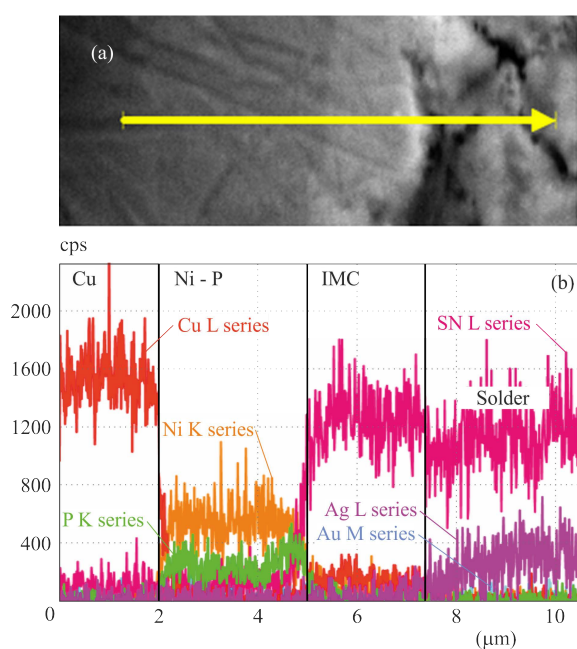 (a)
cps
Cu Ni - P IMC (b)
2000
Cu L series
SN L series
1600
Solder
1200
Ni K series
800
P K series
Ag L series
Au M series
400
0 2 4 6 8 10
(μm)